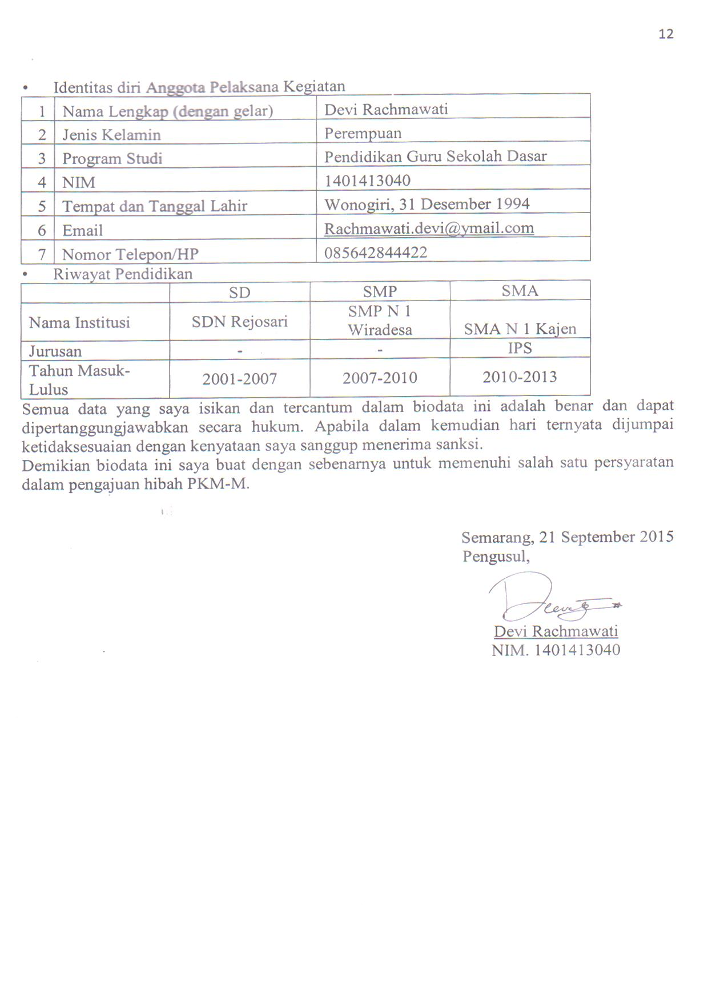 12
• Identitas diri Anggota Pelaksana Kegiatan
1 Nama Lengkap (dengan gelar) Devi Rachmawati
2 Jenis Kelamin Perempuan
3 Program Studi Pendidikan Guru Sekolah Dasar
4 NIM 1401413040
5 Tempat dan Tanggal Lahir Wonogiri, 31 Desember 1994
6 Email Rachmawati.devi@ymail.com
7 Nomor Telepon/HP 085642844422
• Riwayat Pendidikan
SD SMP SMA
Nama Institusi SDN Rejosari SMP N 1 Wiradesa SMA N 1 Kajen
Jurusan - - IPS
Tahun Masuk-Lulus 2001-2007 2007-2010 2010-2013
Semua data yang saya isikan dan tercantum dalam biodata ini adalah benar dan dapat
dipertanggungjawabkan secara hukum. Apabila dalam kemudian hari ternyata dijumpai
ketidaksesuaian dengan kenyataan saya sanggup menerima sanksi.
Demikian biodata ini saya buat dengan sebenarnya untuk memenuhi salah satu persyaratan
dalam pengajuan hibah PKM-M.
Semarang, 21 September 2015
Pengusul,
Devi Rachmawati
NIM. 1401413040